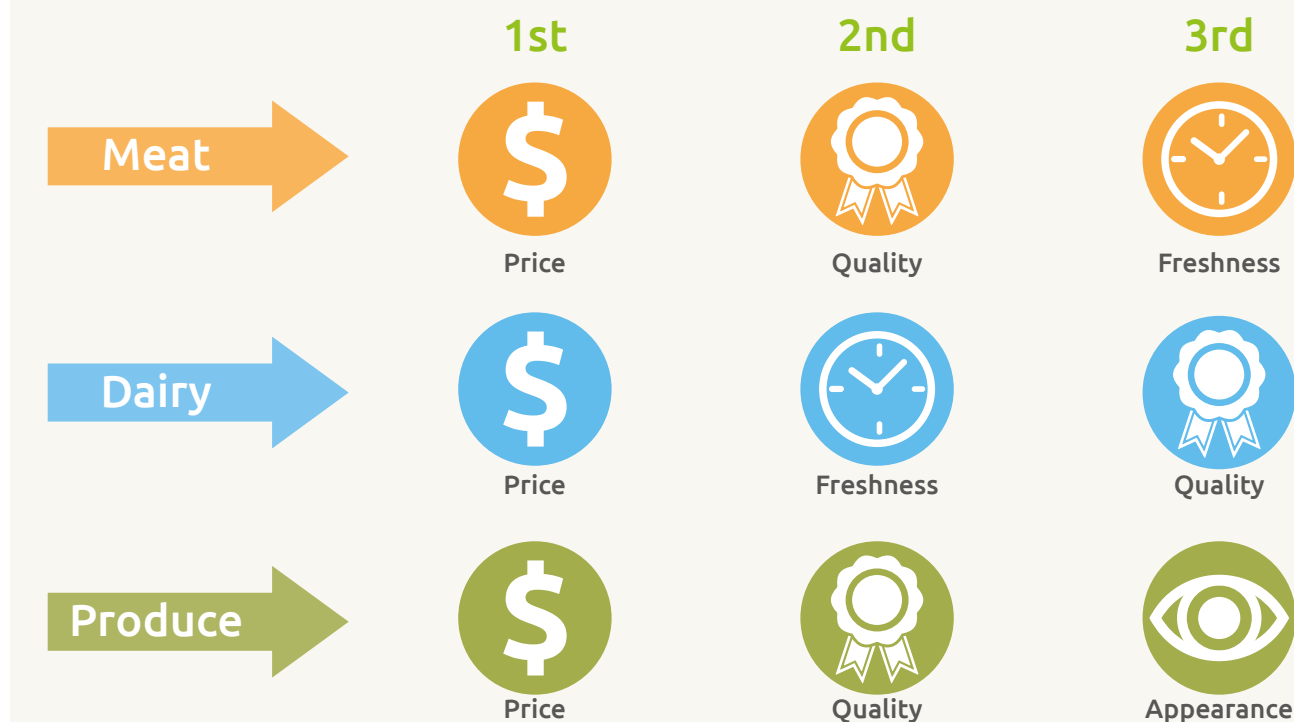 1st 2nd 3rd
Meat
Price Quality Freshness
Dairy
Price Freshness Quality
Produce
Price Quality Appearance